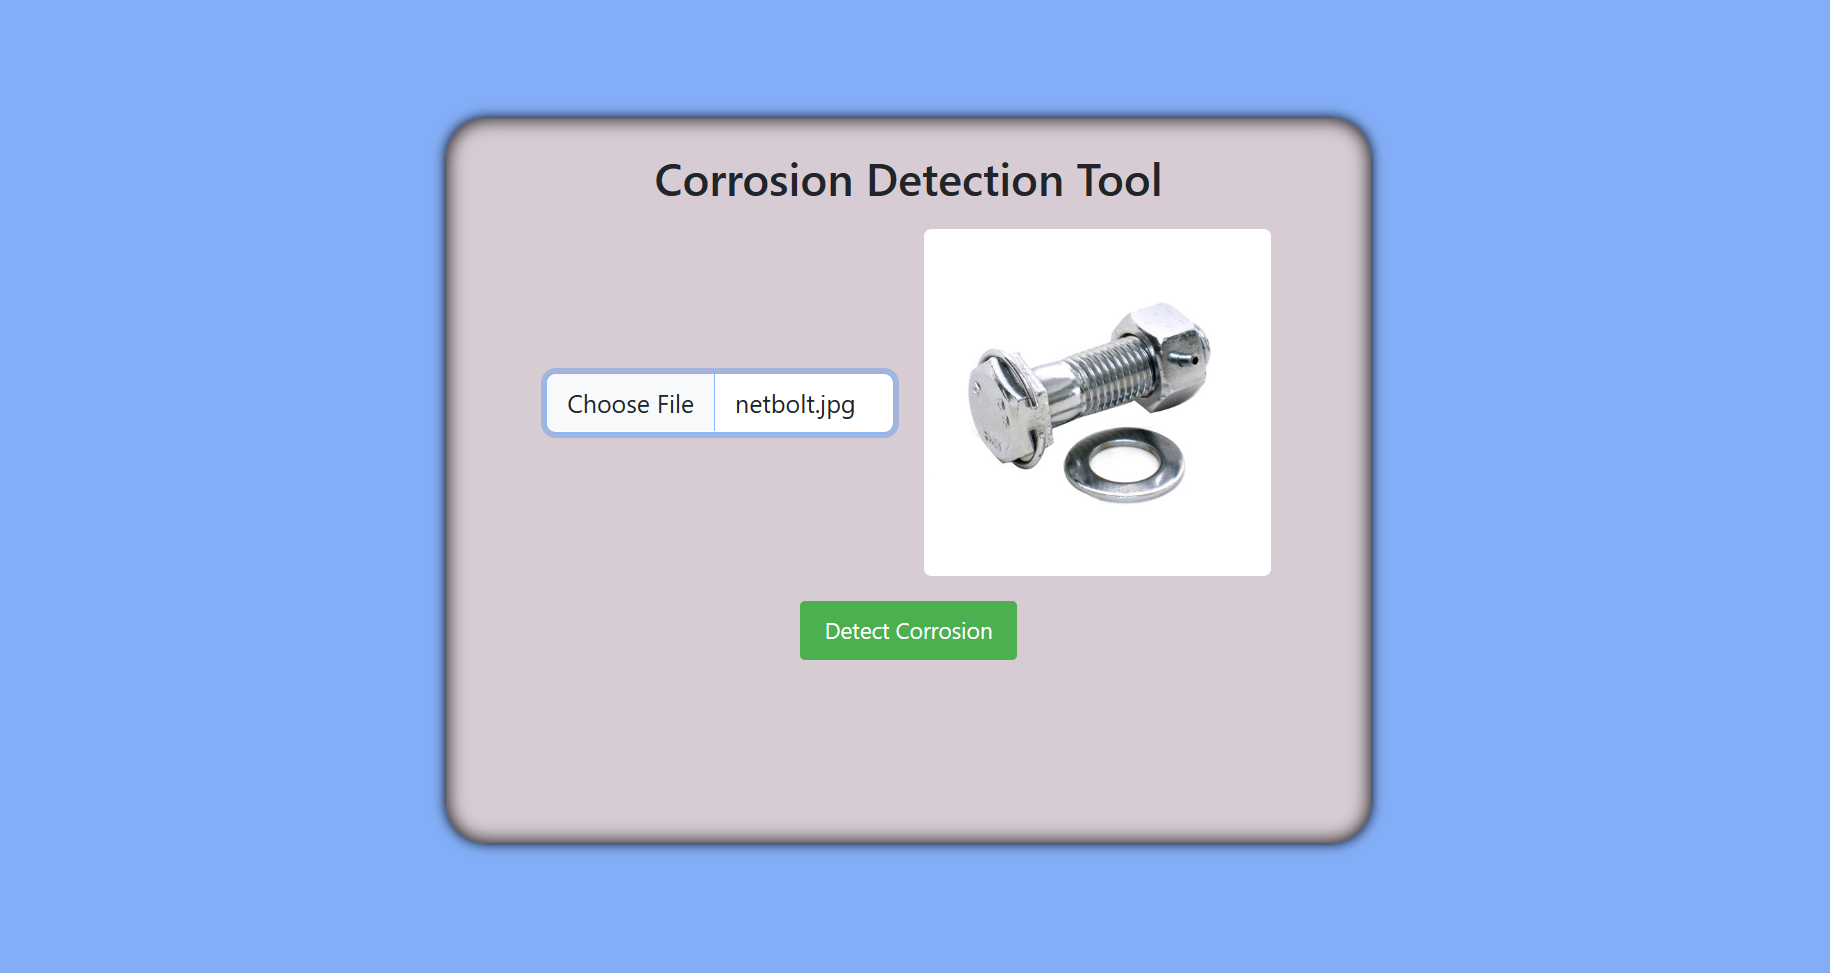 Corrosion Detection Tool
Choose File netbolt.jpg
Detect Corrosion